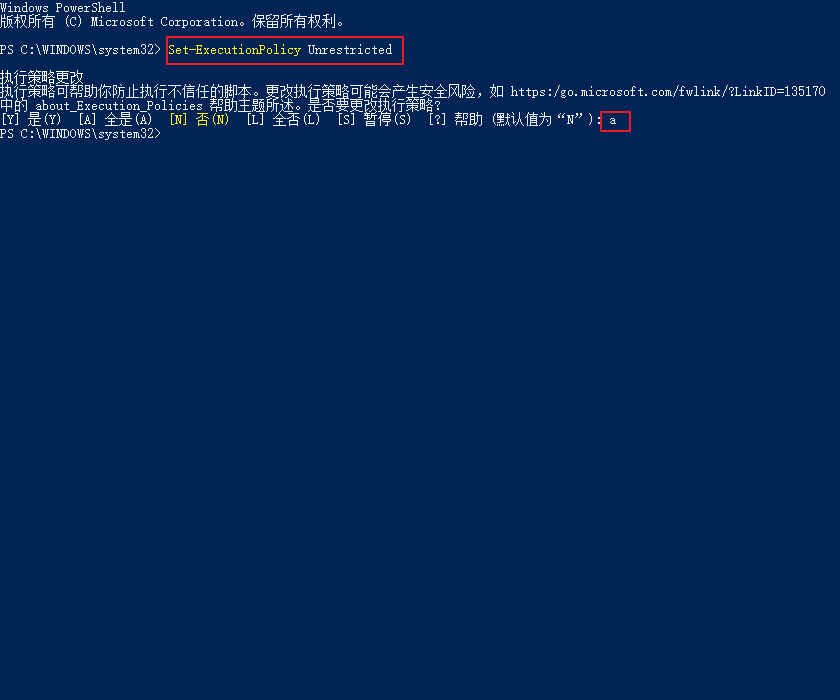 Windows PowerShell
版权所有 (C) Microsoft Corporation。保留所有权利。
PS C:\WINDOWS\system32> Set-ExecutionPolicy Unrestricted
执行策略更改
执行策略可帮助你防止执行不信任的脚本。更改执行策略可能会产生安全风险，如 https:/go.microsoft.com/fwlink/?LinkID=135170
中的 about_Execution_Policies 帮助主题所述。是否要更改执行策略?
[Y] 是(Y)  [A] 全是(A)  [N] 否(N)  [L] 全否(L)  [S] 暂停(S)  [?] 帮助 (默认值为“N”): a
PS C:\WINDOWS\system32>